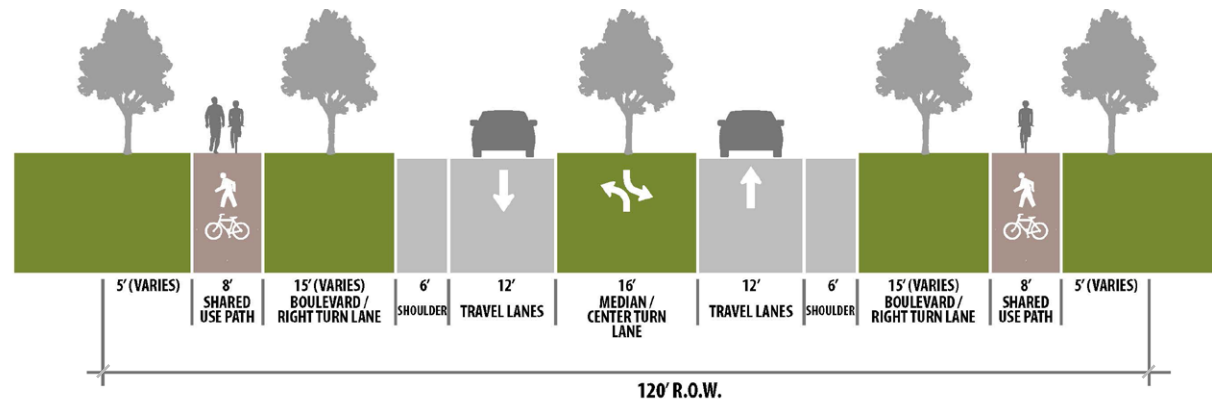 5' (VARIES)
8'
SHARED
USE PATH
15' (VARIES)
BOULEVARD /
RIGHT TURN LANE
6'
SHOULDER
12'
TRAVEL LANES
16'
MEDIAN /
CENTER TURN
LANE
12'
TRAVEL LANES
6'
SHOULDER
15' (VARIES)
BOULEVARD /
RIGHT TURN LANE
8'
SHARED
USE PATH
5' (VARIES)
120' R.O.W.